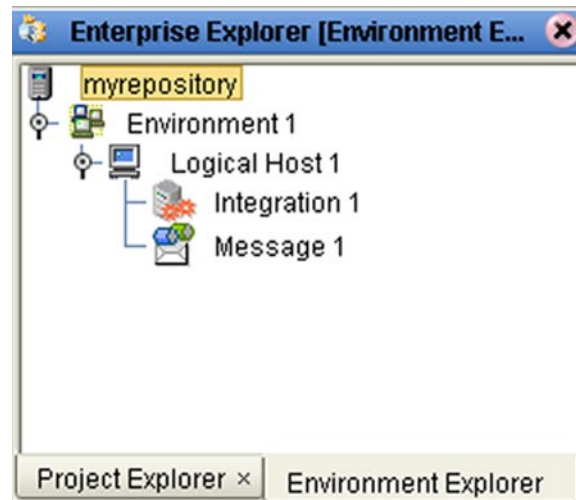 Enterprise Explorer [Environment E...
myrepository
Environment 1
Logical Host 1
Integration 1
Message 1
Project Explorer × Environment Explorer